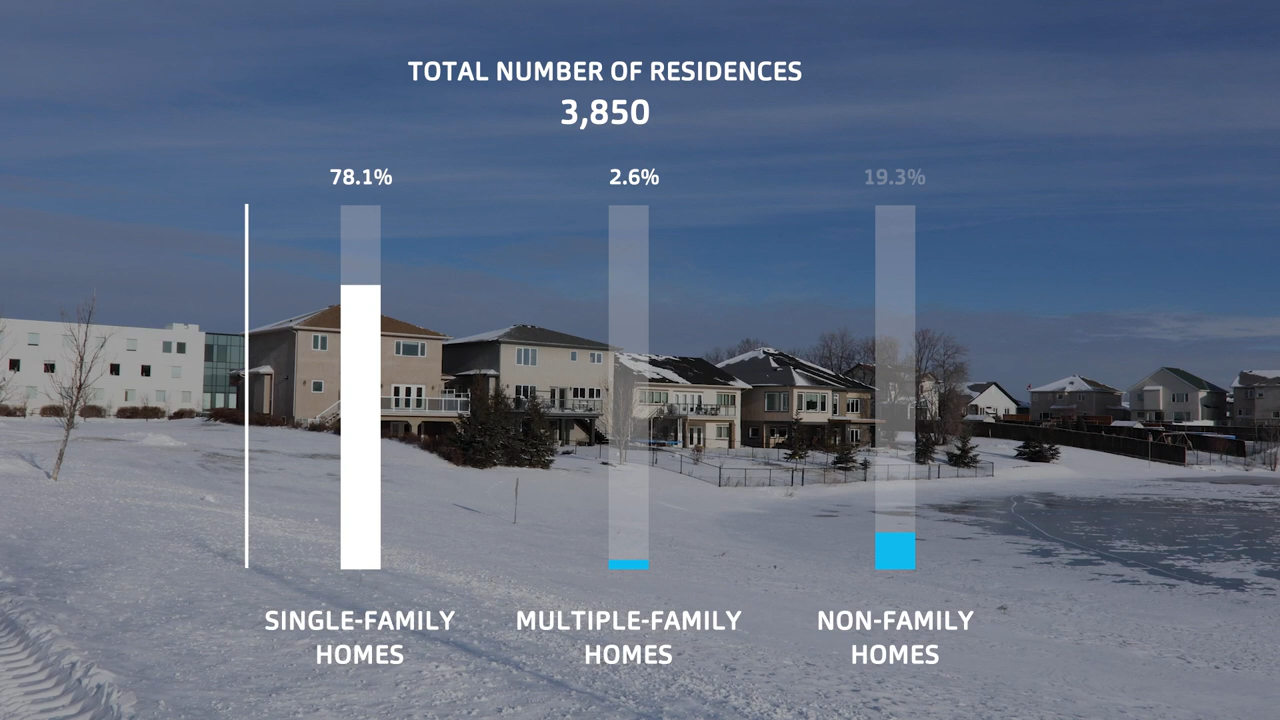 TOTAL NUMBER OF RESIDENCES
3,850
78.1%
2.6%
19.3%
SINGLE-FAMILY
HOMES
MULTIPLE-FAMILY
HOMES
NON-FAMILY
HOMES